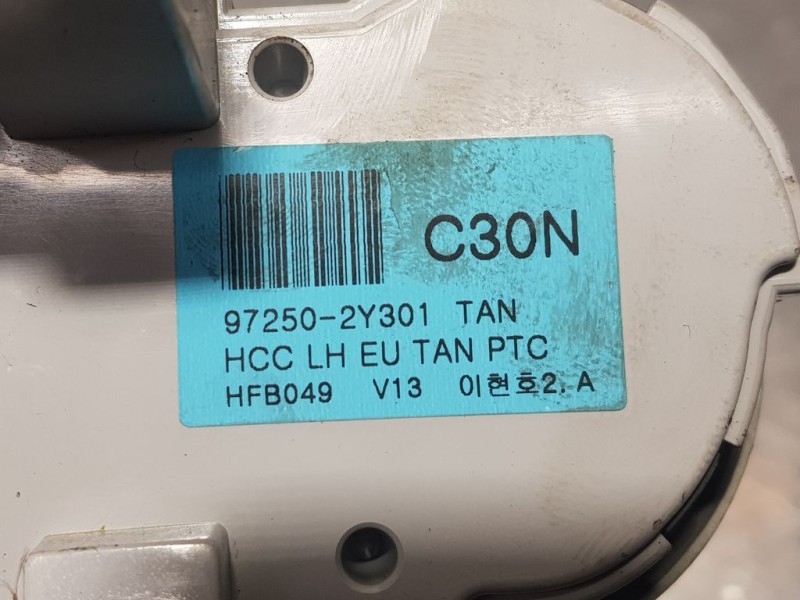 C30N
97250-2Y301 TAN
HCC LH EU TAN PTC
HFB049 V13 이현호2. A